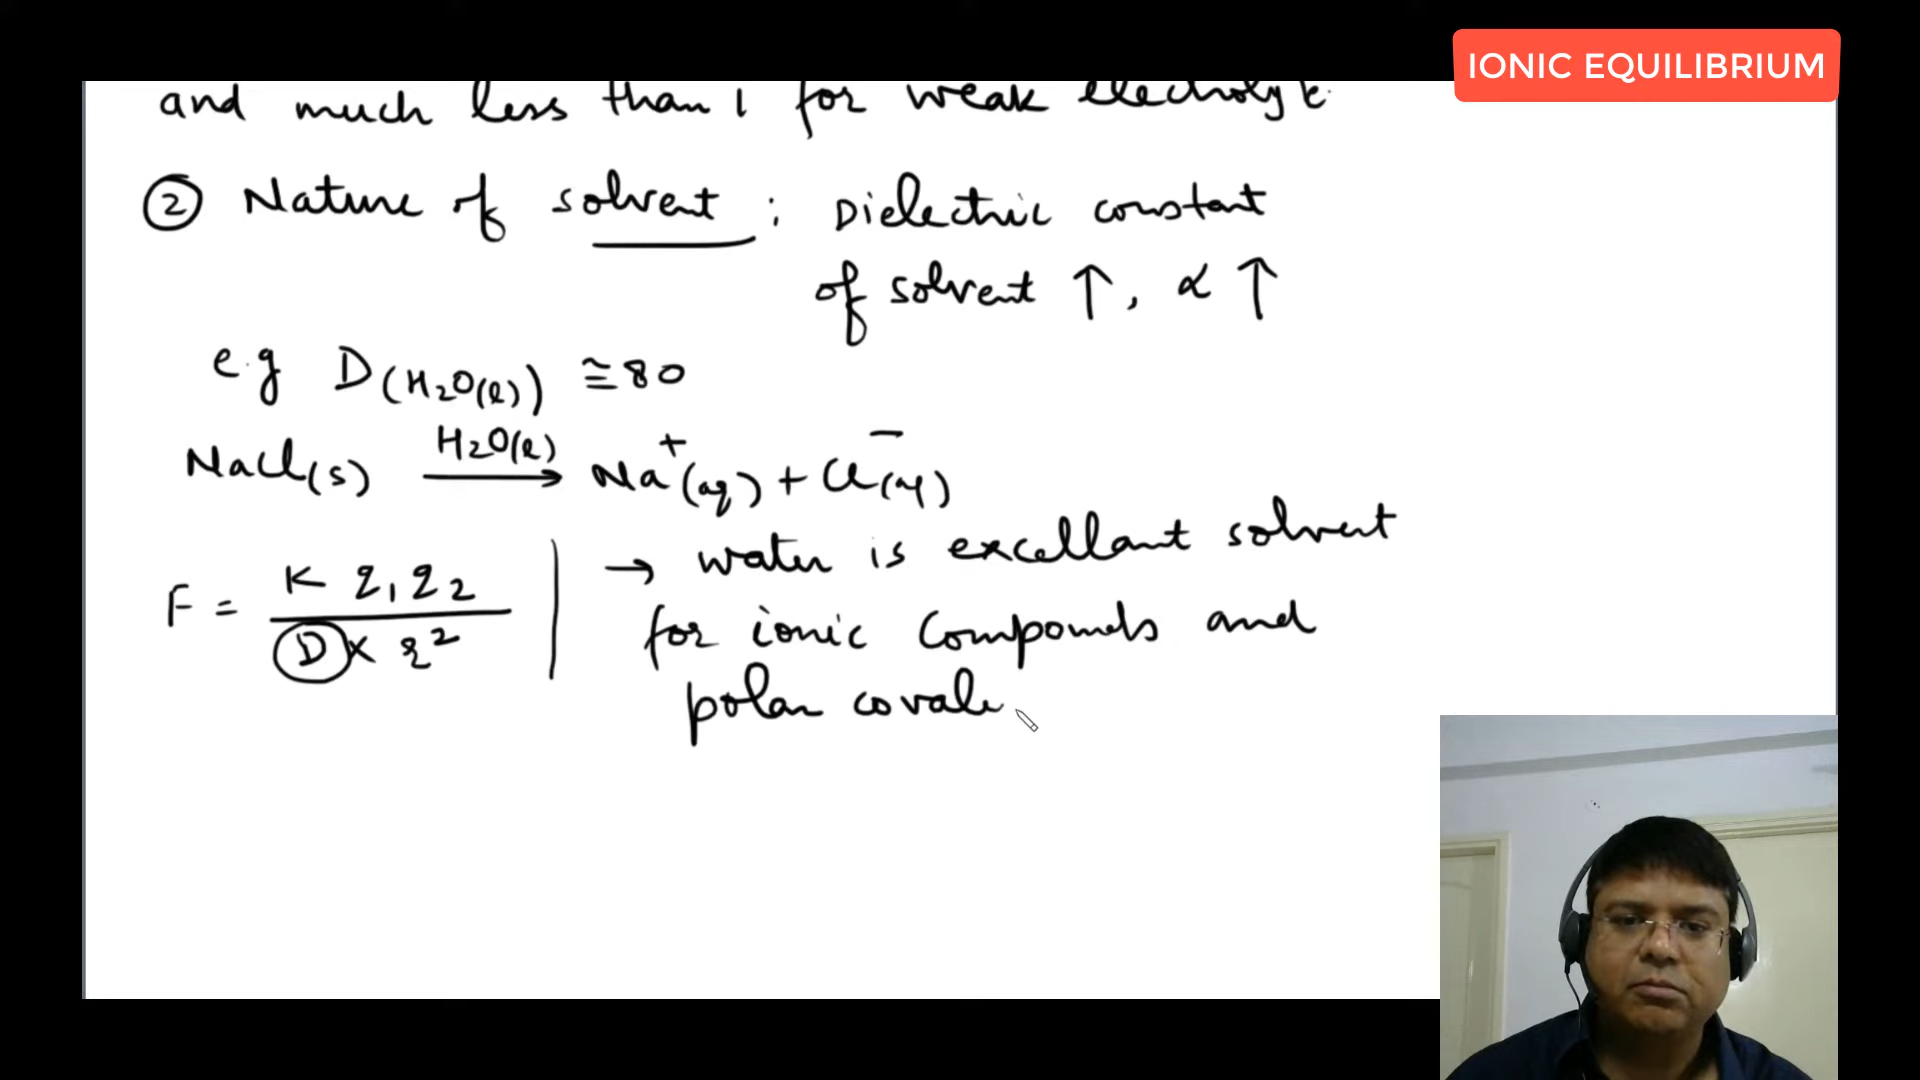 IONIC EQUILIBRIUM
and much less than 1 for weak electrolyte.
② Nature of solvent : Dielectric constant
of solvent ↑, α ↑
e.g D(H₂O(l)) ≅ 80
NaCl(s) H₂O(l) → Na⁺(aq) + Cl⁻(aq)
F = K q₁q₂ / D × r²
→ water is excellant solvent
for ionic compounds and
polar covale